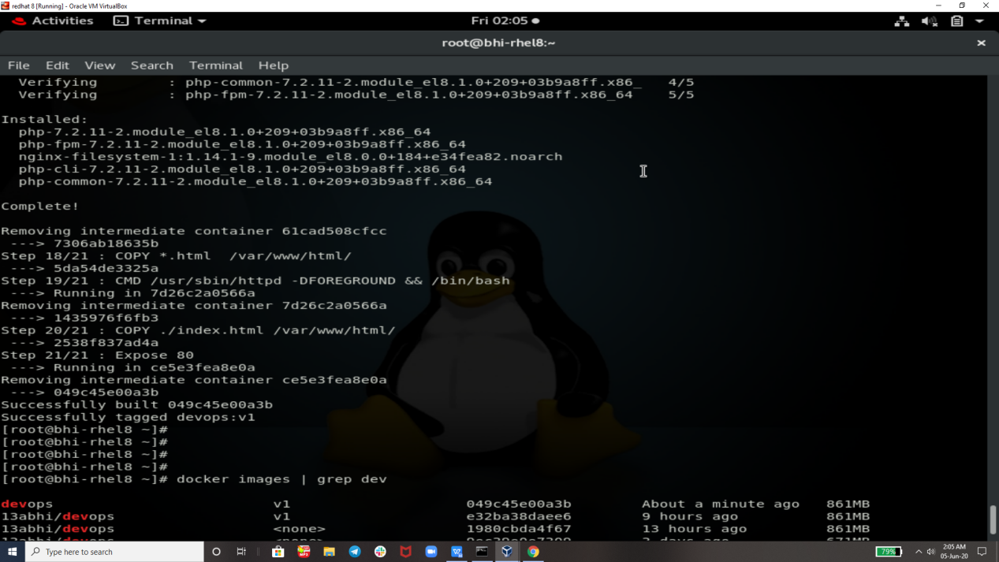 redhat 8 [Running] - Oracle VM VirtualBox
Activities Terminal Fri 02:05
root@bhi-rhel8:~
File Edit View Search Terminal Help
Verifying : php-common-7.2.11-2.module_el8.1.0+209+03b9a8ff.x86_ 4/5
Verifying : php-fpm-7.2.11-2.module_el8.1.0+209+03b9a8ff.x86_64 5/5
Installed:
php-7.2.11-2.module_el8.1.0+209+03b9a8ff.x86_64
php-fpm-7.2.11-2.module_el8.1.0+209+03b9a8ff.x86_64
nginx-filesystem-1:1.14.1-9.module_el8.0.0+184+e34fea82.noarch
php-cli-7.2.11-2.module_el8.1.0+209+03b9a8ff.x86_64
php-common-7.2.11-2.module_el8.1.0+209+03b9a8ff.x86_64
Complete!
Removing intermediate container 61cad508cfcc
---> 7306ab18635b
Step 18/21 : COPY *.html /var/www/html/
---> 5da54de3325a
Step 19/21 : CMD /usr/sbin/httpd -DFOREGROUND && /bin/bash
---> Running in 7d26c2a0566a
Removing intermediate container 7d26c2a0566a
---> 1435976f6fb3
Step 20/21 : COPY ./index.html /var/www/html/
---> 2538f837ad4a
Step 21/21 : Expose 80
---> Running in ce5e3fea8e0a
Removing intermediate container ce5e3fea8e0a
---> 049c45e00a3b
Successfully built 049c45e00a3b
Successfully tagged devops:v1
[root@bhi-rhel8 ~]#
[root@bhi-rhel8 ~]#
[root@bhi-rhel8 ~]#
[root@bhi-rhel8 ~]#
[root@bhi-rhel8 ~]# docker images | grep dev
devops v1 049c45e00a3b About a minute ago 861MB
13abhi/devops v1 e32ba38daee6 9 hours ago 861MB
13abhi/devops <none> 1980cbda4f67 13 hours ago 861MB
Type here to search
79%
2:05 AM
05-Jun-20